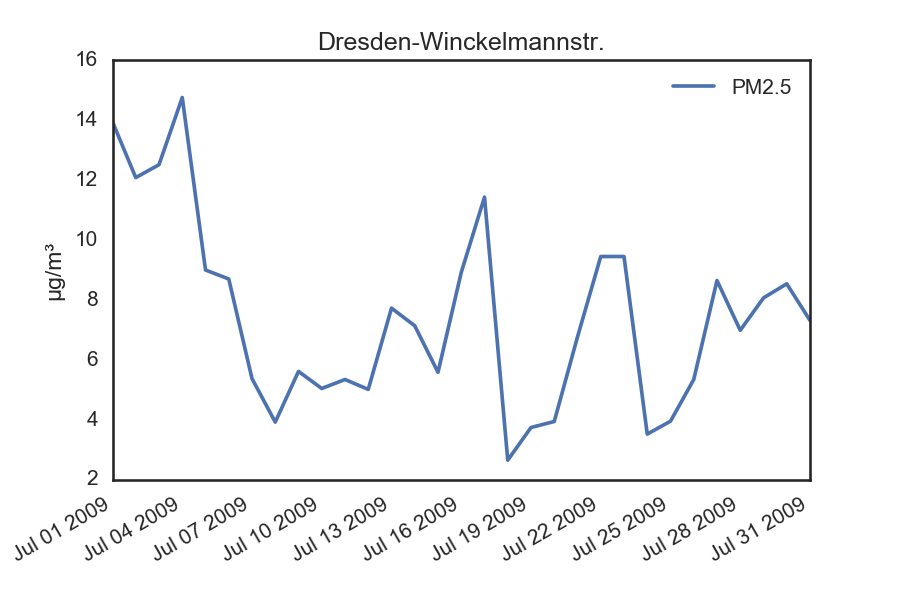 Dresden-Winckelmannstr.
PM2.5
µg/m³
16
14
12
10
8
6
4
2
Jul 01 2009
Jul 04 2009
Jul 07 2009
Jul 10 2009
Jul 13 2009
Jul 16 2009
Jul 19 2009
Jul 22 2009
Jul 25 2009
Jul 28 2009
Jul 31 2009